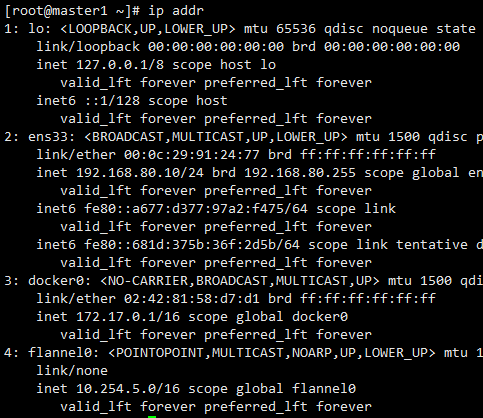 [root@master1 ~]# ip addr
1: lo: <LOOPBACK,UP,LOWER_UP> mtu 65536 qdisc noqueue state
    link/loopback 00:00:00:00:00:00 brd 00:00:00:00:00:00
    inet 127.0.0.1/8 scope host lo
       valid_lft forever preferred_lft forever
    inet6 ::1/128 scope host
       valid_lft forever preferred_lft forever
2: ens33: <BROADCAST,MULTICAST,UP,LOWER_UP> mtu 1500 qdisc p
    link/ether 00:0c:29:91:24:77 brd ff:ff:ff:ff:ff:ff
    inet 192.168.80.10/24 brd 192.168.80.255 scope global en
       valid_lft forever preferred_lft forever
    inet6 fe80::a677:d377:97a2:f475/64 scope link
       valid_lft forever preferred_lft forever
    inet6 fe80::681d:375b:36f:2d5b/64 scope link tentative d
       valid_lft forever preferred_lft forever
3: docker0: <NO-CARRIER,BROADCAST,MULTICAST,UP> mtu 1500 qdi
    link/ether 02:42:81:58:d7:d1 brd ff:ff:ff:ff:ff:ff
    inet 172.17.0.1/16 scope global docker0
       valid_lft forever preferred_lft forever
4: flannel0: <POINTOPOINT,MULTICAST,NOARP,UP,LOWER_UP> mtu 1
    link/none
    inet 10.254.5.0/16 scope global flannel0
       valid_lft forever preferred_lft forever